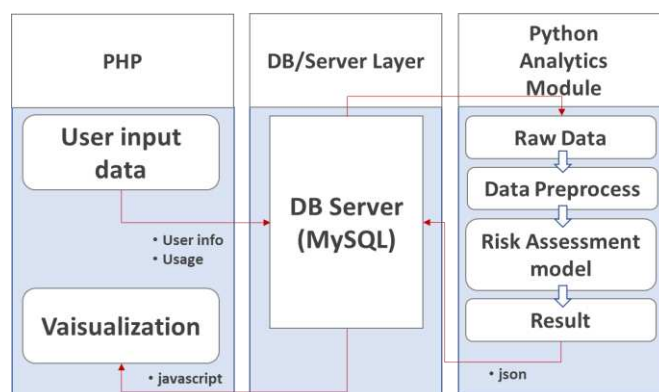 PHP
DB/Server Layer
Python
Analytics
Module
User input
data
• User info
• Usage
Vaisualization
• javascript
DB Server
(MySQL)
Raw Data
Data Preprocess
Risk Assessment
model
Result
• json